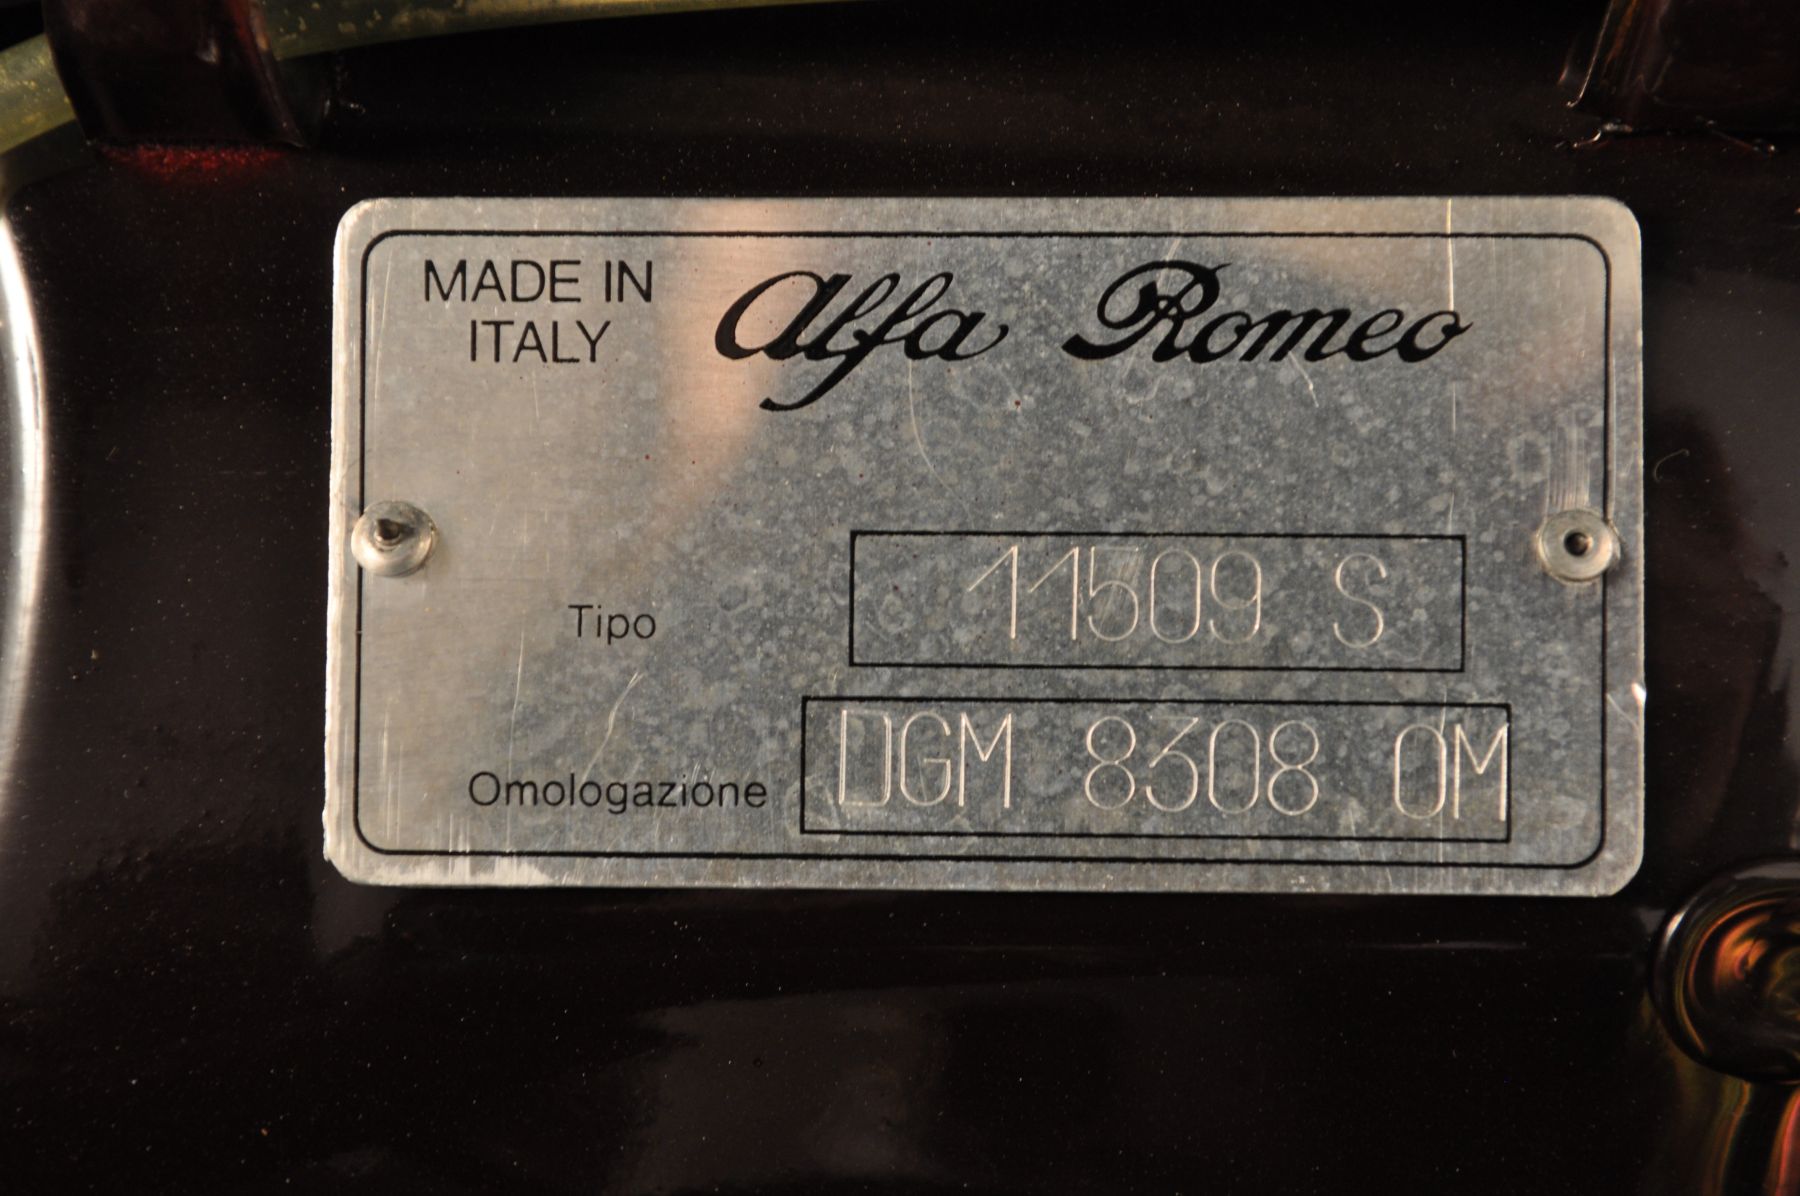 MADE IN
ITALY
Alfa Romeo
Tipo 11509 S
Omologazione DGM 8308 OM